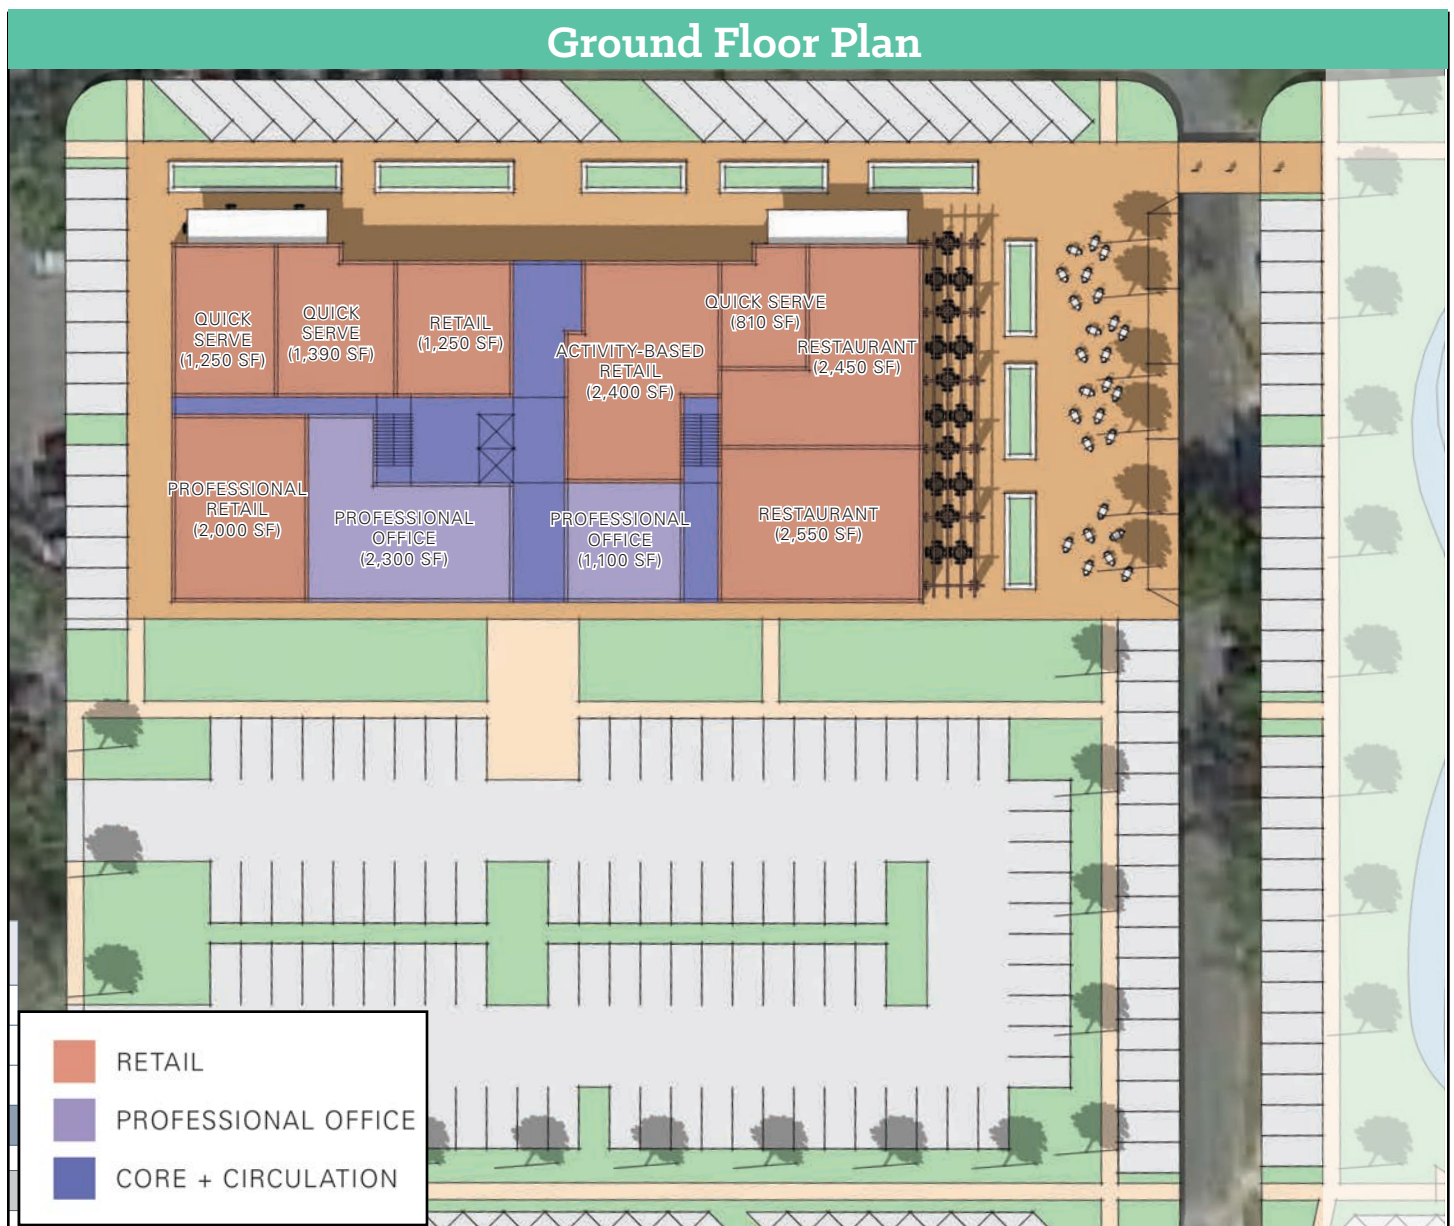 Ground Floor Plan
QUICK
SERVE
(1,250 SF)
QUICK
SERVE
(1,390 SF)
RETAIL
(1,250 SF)
ACTIVITY-BASED
RETAIL
(2,400 SF)
QUICK SERVE
(810 SF)
RESTAURANT
(2,450 SF)
PROFESSIONAL
RETAIL
(2,000 SF)
PROFESSIONAL
OFFICE
(2,300 SF)
PROFESSIONAL
OFFICE
(1,100 SF)
RESTAURANT
(2,550 SF)
RETAIL
PROFESSIONAL OFFICE
CORE + CIRCULATION